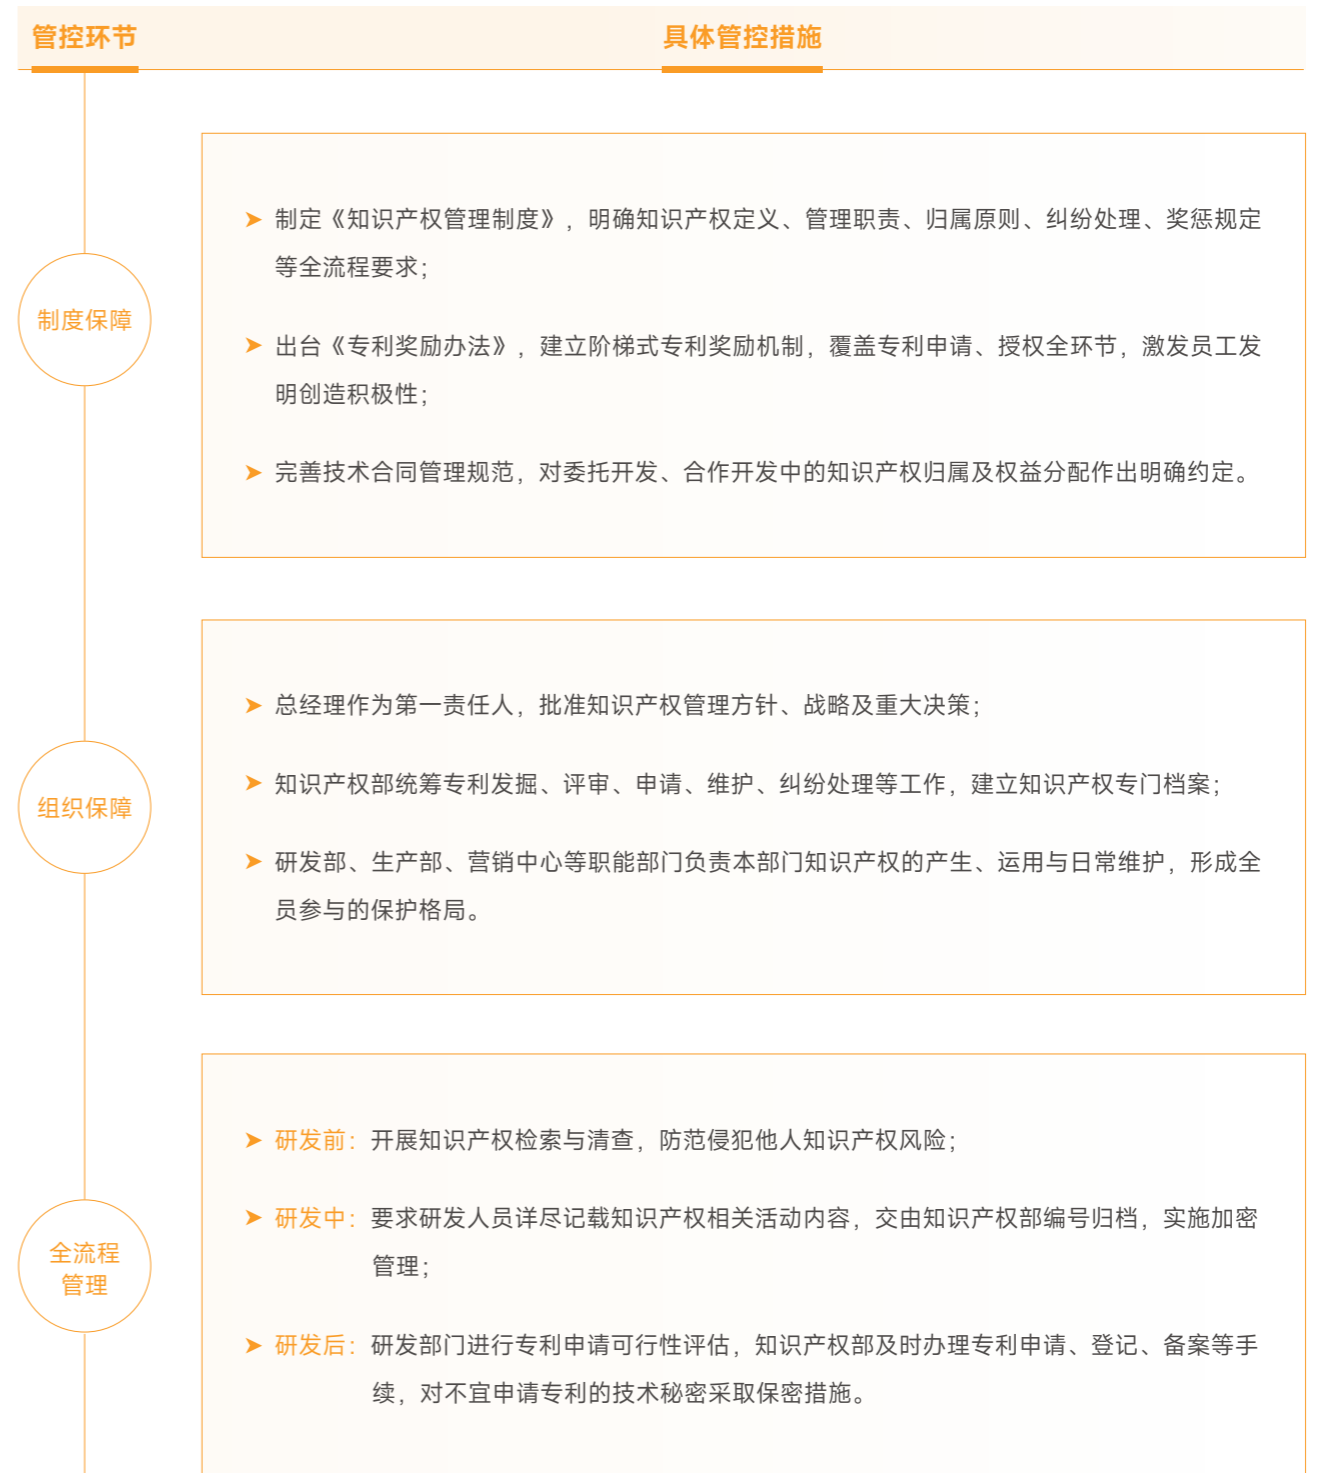 管控环节
具体管控措施
制度保障
➤ 制定《知识产权管理制度》，明确知识产权定义、管理职责、归属原则、纠纷处理、奖惩规定
等全流程要求；
➤ 出台《专利奖励办法》，建立阶梯式专利奖励机制，覆盖专利申请、授权全环节，激发员工发
明创造积极性；
➤ 完善技术合同管理规范，对委托开发、合作开发中的知识产权归属及权益分配作出明确约定。
组织保障
➤ 总经理作为第一责任人，批准知识产权管理方针、战略及重大决策；
➤ 知识产权部统筹专利发掘、评审、申请、维护、纠纷处理等工作，建立知识产权专门档案；
➤ 研发部、生产部、营销中心等职能部门负责本部门知识产权的产生、运用与日常维护，形成全
员参与的保护格局。
全流程
管理
➤ 研发前：开展知识产权检索与清查，防范侵犯他人知识产权风险；
➤ 研发中：要求研发人员详尽记载知识产权相关活动内容，交由知识产权部编号归档，实施加密
管理；
➤ 研发后：研发部门进行专利申请可行性评估，知识产权部及时办理专利申请、登记、备案等手
续，对不宜申请专利的技术秘密采取保密措施。